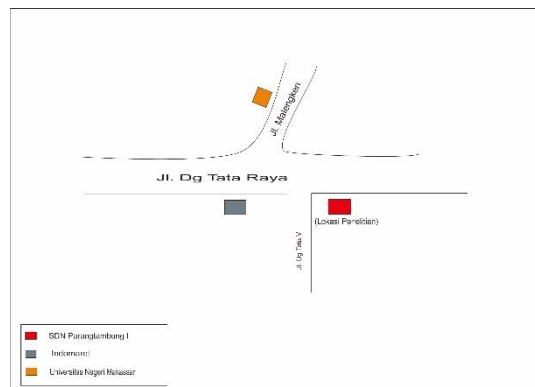 Jl. Malengkeri
Jl. Dg Tata Raya
(Lokasi Penelitian)
Jl. Dg Tata V
SDN Parangtambung I
Indomaret
Universitas Negeri Makassar